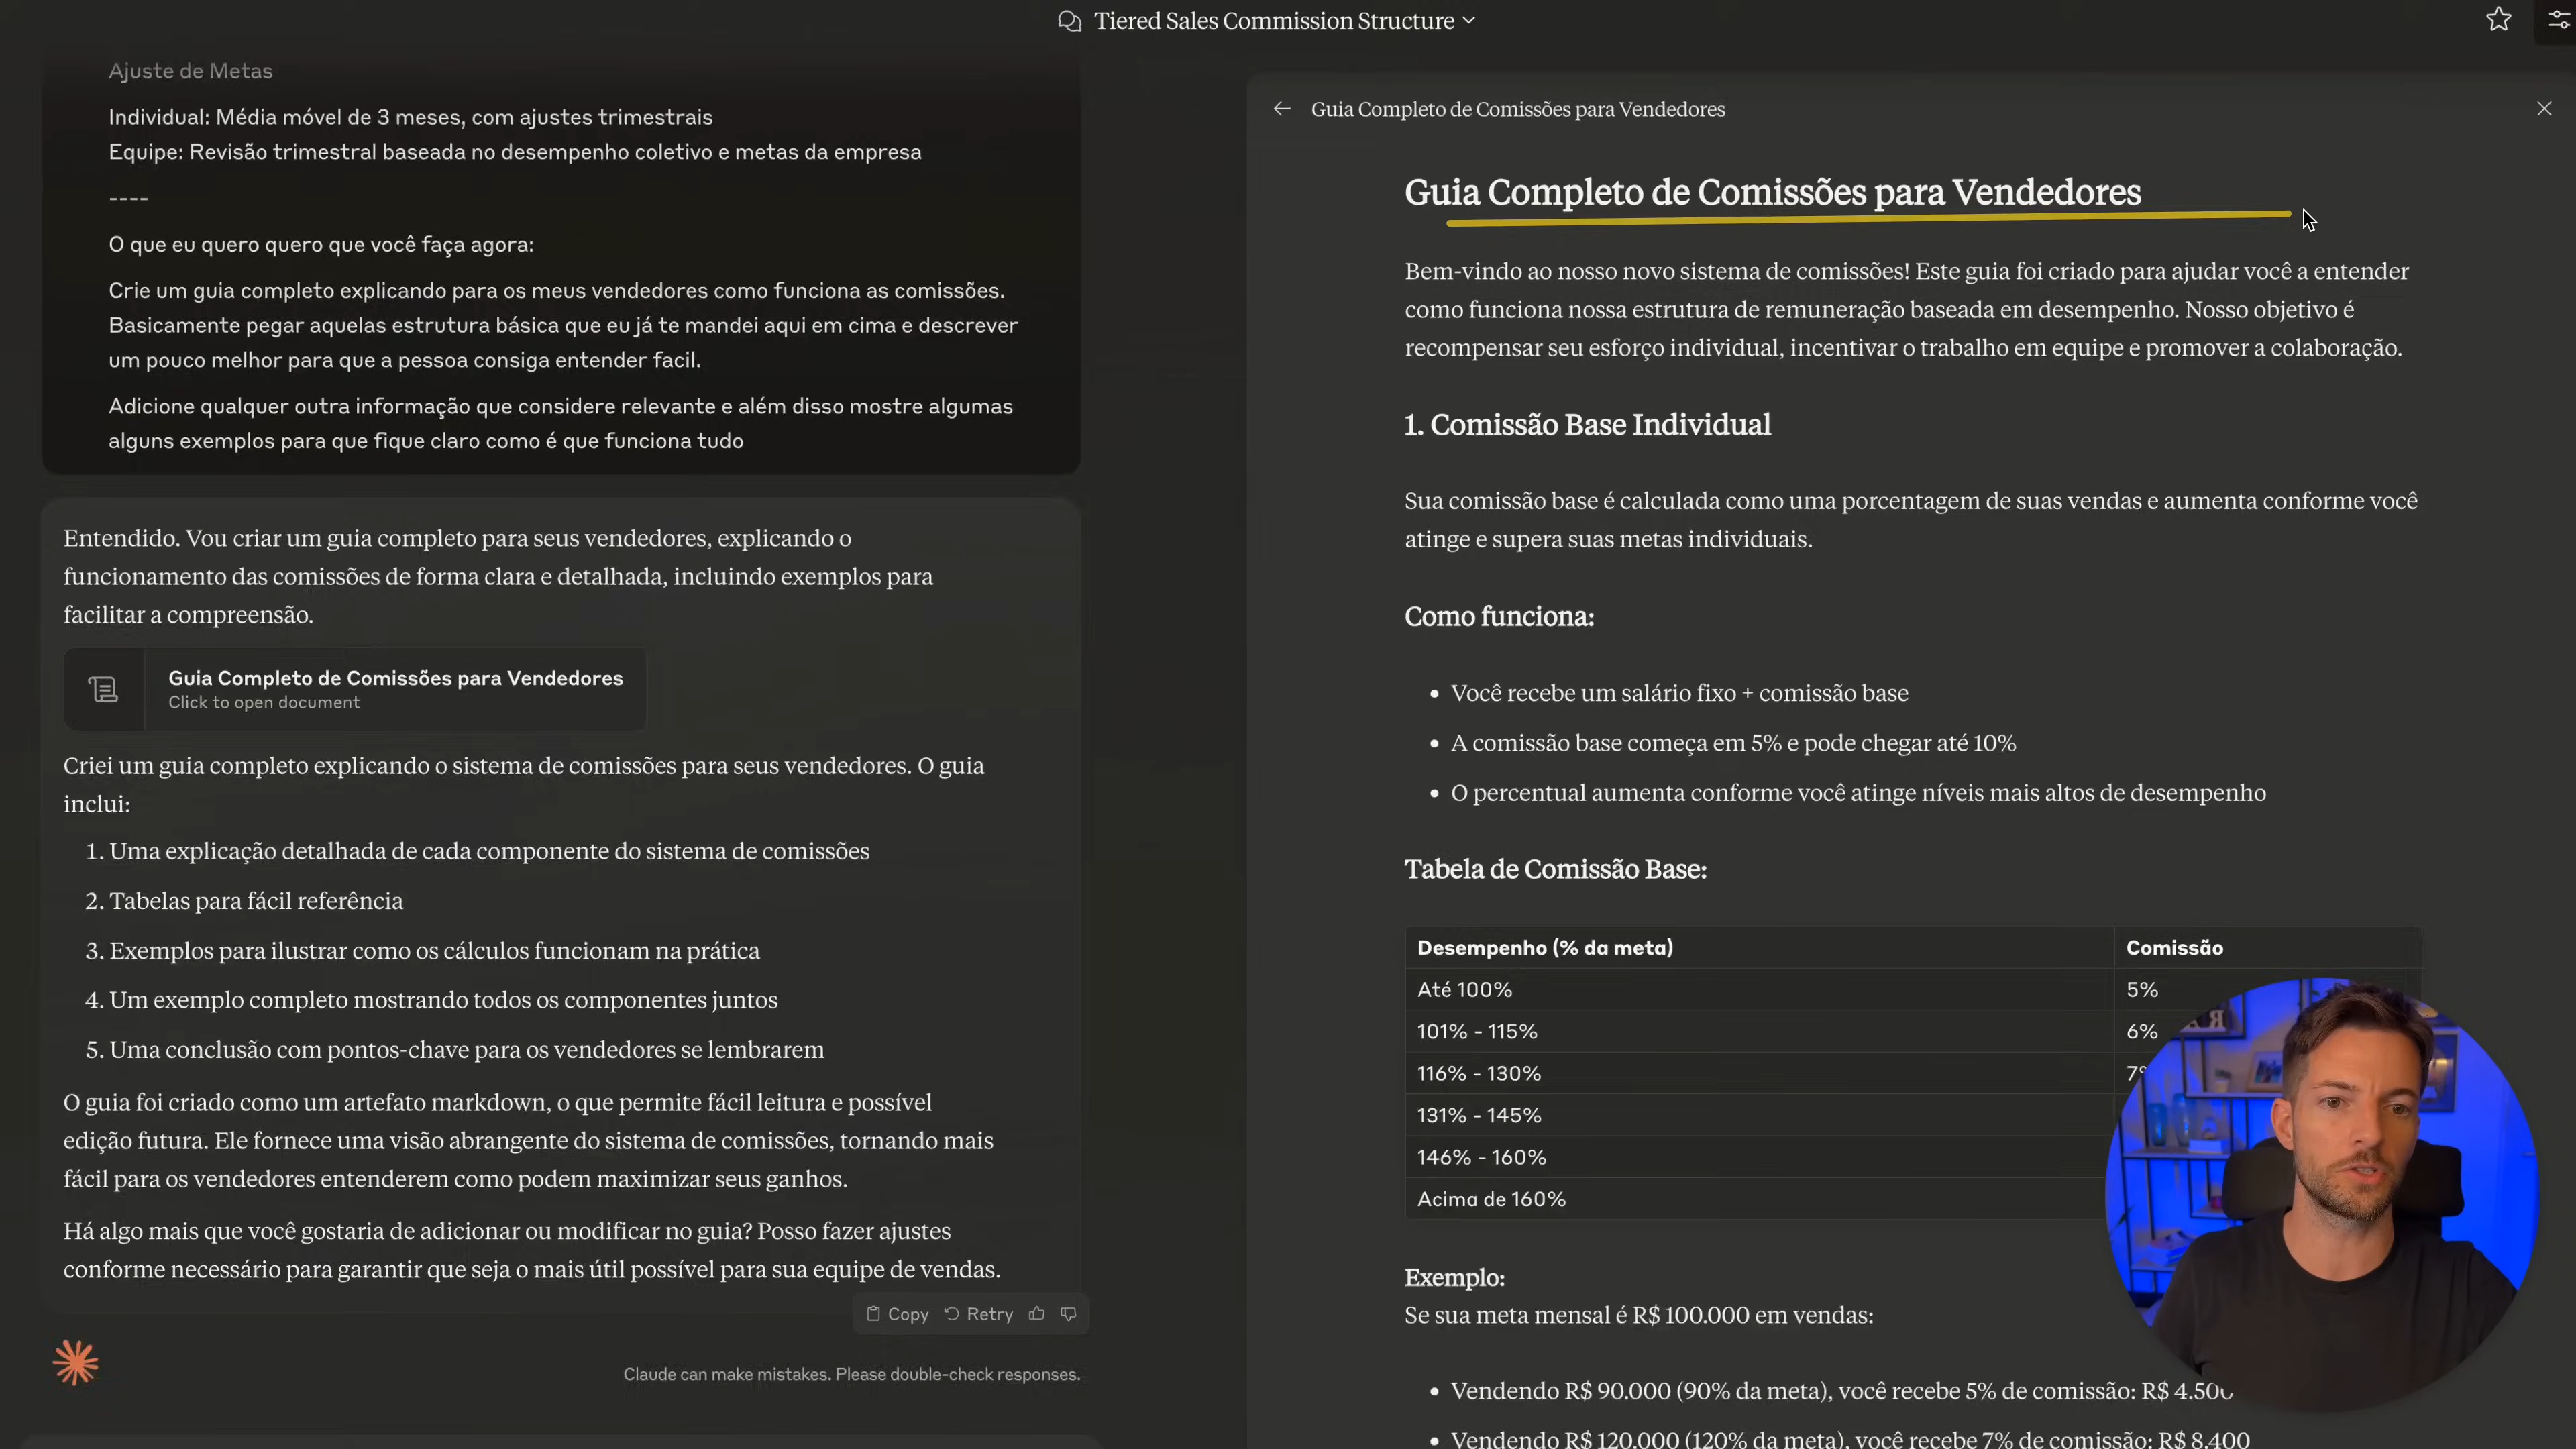 Tiered Sales Commission Structure
Ajuste de Metas
Individual: Média móvel de 3 meses, com ajustes trimestrais
Equipe: Revisão trimestral baseada no desempenho coletivo e metas da empresa
----
O que eu quero quero que você faça agora:
Crie um guia completo explicando para os meus vendedores como funciona as comissões.
Basicamente pegar aquelas estrutura básica que eu já te mandei aqui em cima e descrever
um pouco melhor para que a pessoa consiga entender facil.
Adicione qualquer outra informação que considere relevante e além disso mostre algumas
alguns exemplos para que fique claro como é que funciona tudo
Entendido. Vou criar um guia completo para seus vendedores, explicando o
funcionamento das comissões de forma clara e detalhada, incluindo exemplos para
facilitar a compreensão.
Guia Completo de Comissões para Vendedores
Click to open document
Criei um guia completo explicando o sistema de comissões para seus vendedores. O guia
inclui:
1. Uma explicação detalhada de cada componente do sistema de comissões
2. Tabelas para fácil referência
3. Exemplos para ilustrar como os cálculos funcionam na prática
4. Um exemplo completo mostrando todos os componentes juntos
5. Uma conclusão com pontos-chave para os vendedores se lembrarem
O guia foi criado como um artefato markdown, o que permite fácil leitura e possível
edição futura. Ele fornece uma visão abrangente do sistema de comissões, tornando mais
fácil para os vendedores entenderem como podem maximizar seus ganhos.
Há algo mais que você gostaria de adicionar ou modificar no guia? Posso fazer ajustes
conforme necessário para garantir que seja o mais útil possível para sua equipe de vendas.
Copy Retry
Claude can make mistakes. Please double-check responses.
Guia Completo de Comissões para Vendedores
Guia Completo de Comissões para Vendedores
Bem-vindo ao nosso novo sistema de comissões! Este guia foi criado para ajudar você a entender
como funciona nossa estrutura de remuneração baseada em desempenho. Nosso objetivo é
recompensar seu esforço individual, incentivar o trabalho em equipe e promover a colaboração.
1. Comissão Base Individual
Sua comissão base é calculada como uma porcentagem de suas vendas e aumenta conforme você
atinge e supera suas metas individuais.
Como funciona:
• Você recebe um salário fixo + comissão base
• A comissão base começa em 5% e pode chegar até 10%
• O percentual aumenta conforme você atinge níveis mais altos de desempenho
Tabela de Comissão Base:
Desempenho (% da meta) Comissão
Até 100% 5%
101% - 115% 6%
116% - 130%
131% - 145%
146% - 160%
Acima de 160%
Exemplo:
Se sua meta mensal é R$ 100.000 em vendas:
• Vendendo R$ 90.000 (90% da meta), você recebe 5% de comissão: R$ 4.500
• Vendendo R$ 120.000 (120% da meta), você recebe 7% de comissão: R$ 8.400